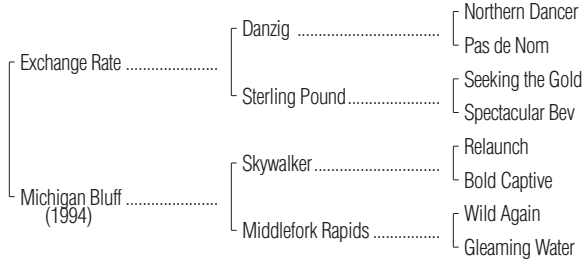 Northern Dancer
Danzig ................................
Pas de Nom
Exchange Rate .....................
Seeking the Gold
Sterling Pound.....................
Spectacular Bev
Relaunch
Skywalker............................
Bold Captive
Michigan Bluff .....................
(1994)
Wild Again
Middlefork Rapids ...............
Gleaming Water